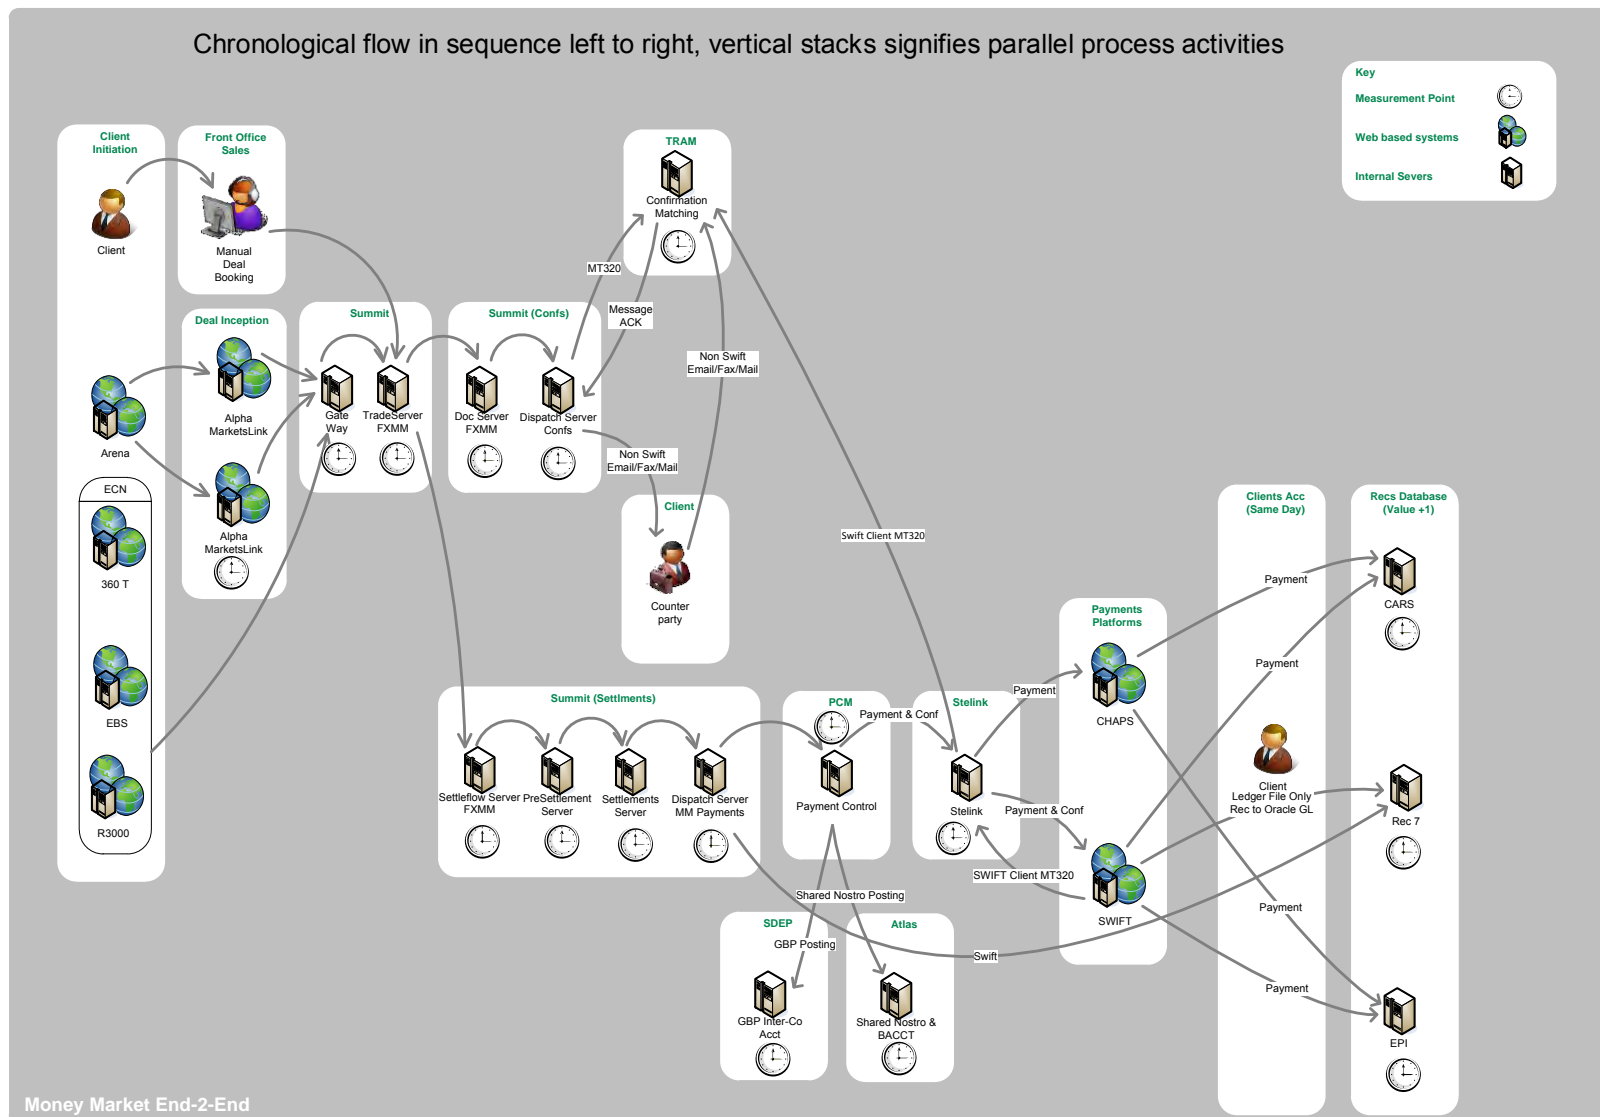 Chronological flow in sequence left to right, vertical stacks signifies parallel process activities
Key
Measurement Point
Web based systems
Internal Severs
Client
Initiation
Client
Arena
ECN
360 T
EBS
R3000
Front Office
Sales
Manual
Deal
Booking
Deal Inception
Alpha
MarketsLink
Alpha
MarketsLink
Summit
Gate
Way
TradeServer
FXMM
Summit (Confs)
Doc Server
FXMM
Dispatch Server
Confs
TRAM
Confirmation
Matching
MT320
Message
ACK
Non Swift
Email/Fax/Mail
Non Swift
Email/Fax/Mail
Client
Counter
party
Swift Client MT320
Summit (Settlments)
Settleflow Server
FXMM
PreSettlement
Server
Settlements
Server
Dispatch Server
MM Payments
PCM
Payment Control
Payment & Conf
Stelink
Stelink
Payment
Payment & Conf
SWIFT Client MT320
Shared Nostro Posting
GBP Posting
Swift
SDEP
GBP Inter-Co
Acct
Atlas
Shared Nostro &
BACCT
Payments
Platforms
CHAPS
SWIFT
Clients Acc
(Same Day)
Payment
Payment
Client
Ledger File Only
Rec to Oracle GL
Payment
Payment
Recs Database
(Value +1)
CARS
Rec 7
EPI
Money Market End-2-End